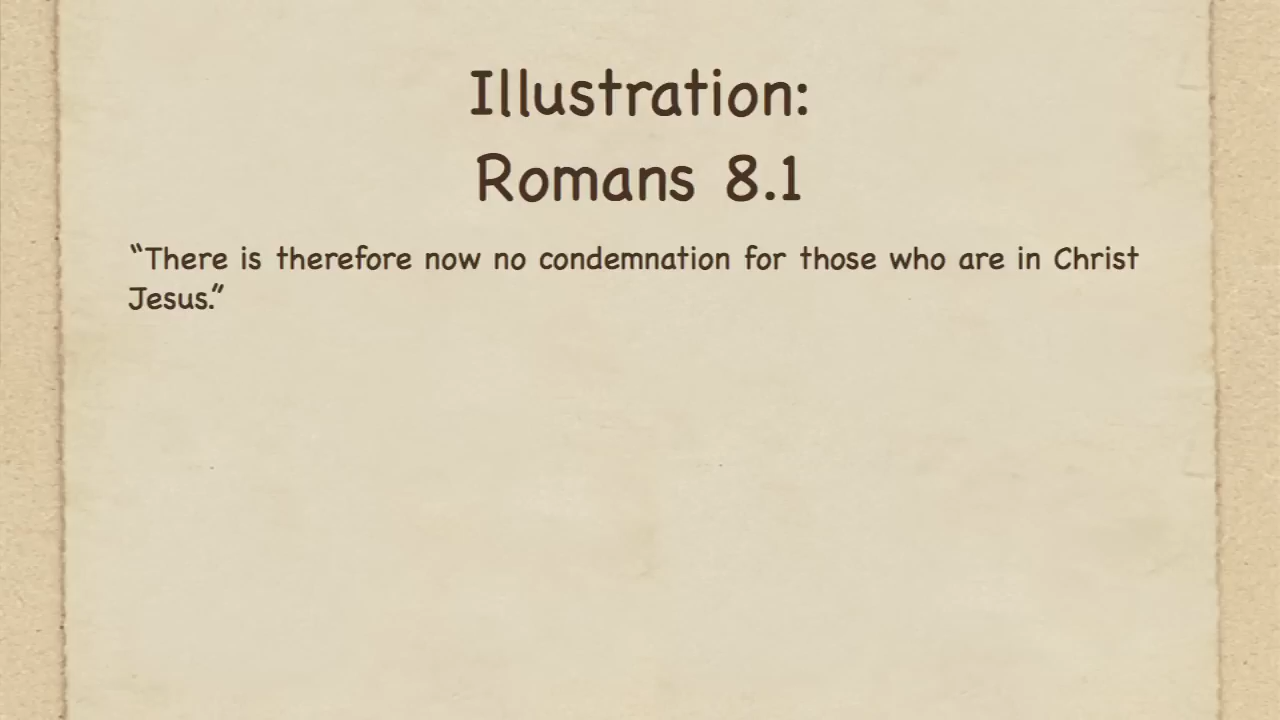 Illustration:
Romans 8.1
“There is therefore now no condemnation for those who are in Christ
Jesus.”